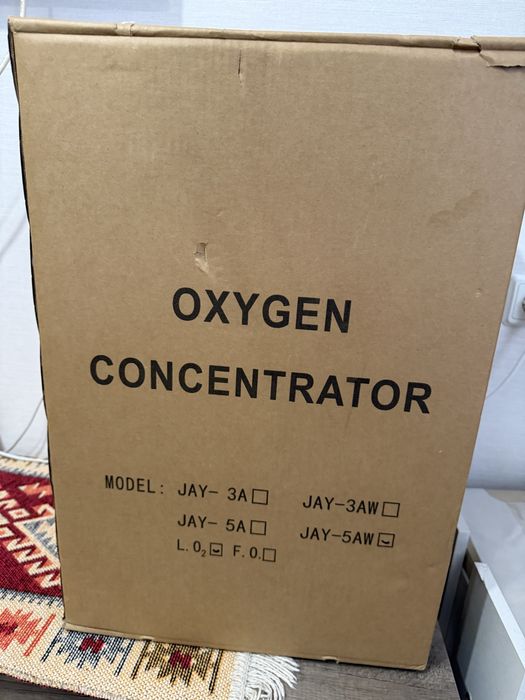 OXYGEN
CONCENTRATOR
MODEL: JAY- 3A☐ JAY-3AW☐
JAY- 5A☐ JAY-5AW☑
L.O₂☑ F.O.☐